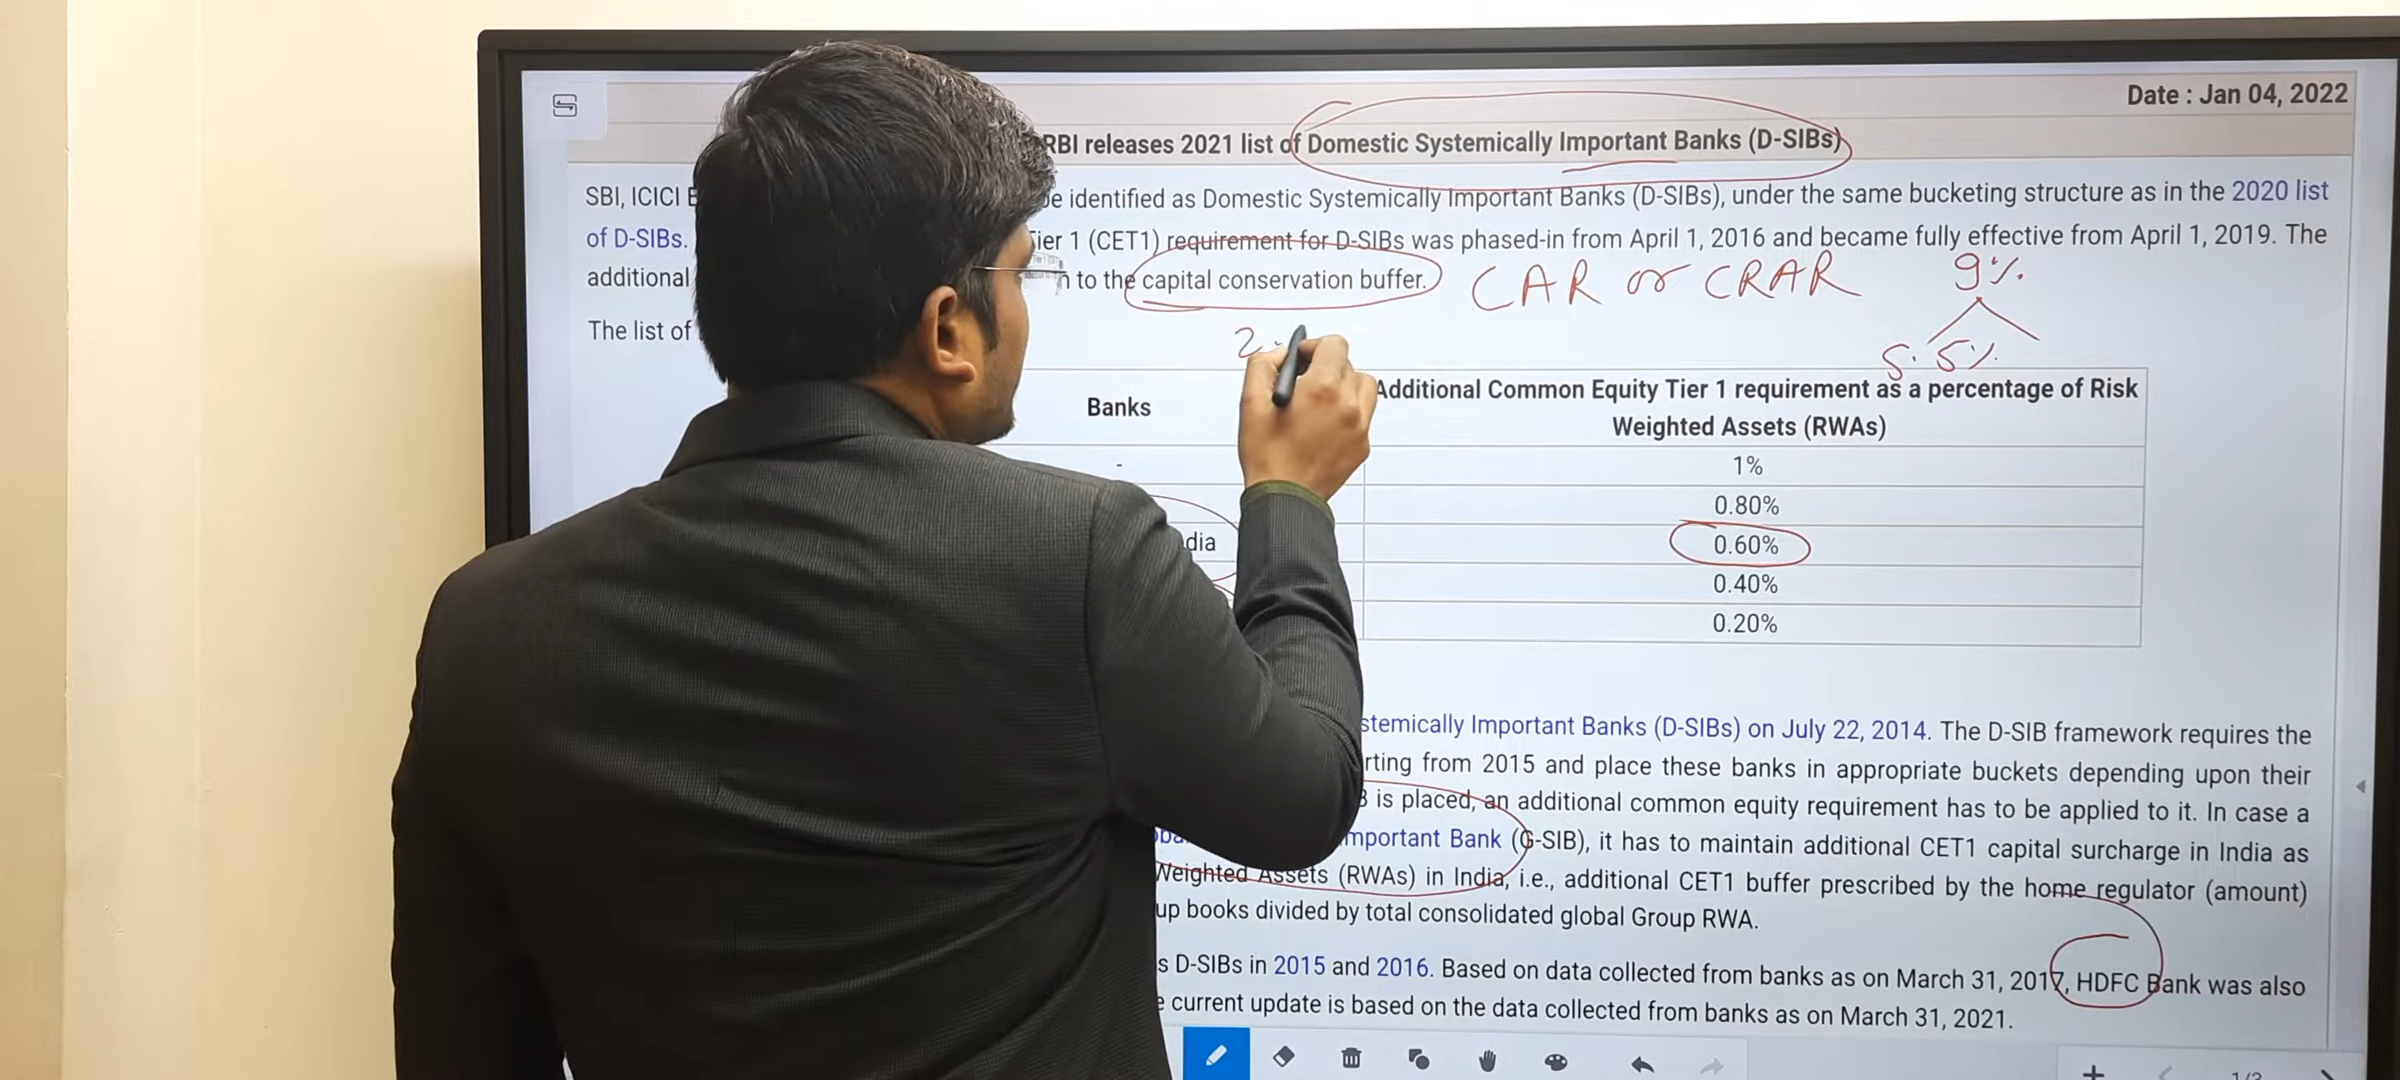 Date : Jan 04, 2022
RBI releases 2021 list of Domestic Systemically Important Banks (D-SIBs)
SBI, ICICI be identified as Domestic Systemically Important Banks (D-SIBs), under the same bucketing structure as in the 2020 list
of D-SIBs. Tier 1 (CET1) requirement for D-SIBs was phased-in from April 1, 2016 and became fully effective from April 1, 2019. The
additional to the capital conservation buffer.
CAR or CRAR 9%
The list of
2.
5.5%
Banks
Additional Common Equity Tier 1 requirement as a percentage of Risk
Weighted Assets (RWAs)
- 1%
0.80%
dia 0.60%
0.40%
0.20%
stemically Important Banks (D-SIBs) on July 22, 2014. The D-SIB framework requires the
rting from 2015 and place these banks in appropriate buckets depending upon their
is placed, an additional common equity requirement has to be applied to it. In case a
mportant Bank (G-SIB), it has to maintain additional CET1 capital surcharge in India as
Weighted Assets (RWAs) in India, i.e., additional CET1 buffer prescribed by the home regulator (amount)
up books divided by total consolidated global Group RWA.
s D-SIBs in 2015 and 2016. Based on data collected from banks as on March 31, 2017, HDFC Bank was also
e current update is based on the data collected from banks as on March 31, 2021.